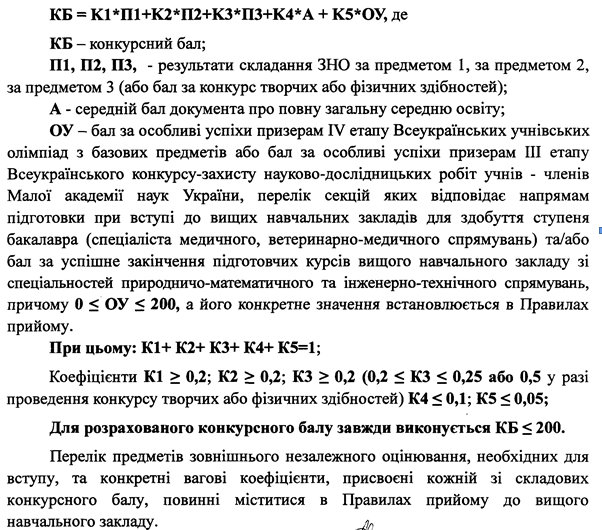 КБ = К1*П1+К2*П2+К3*П3+К4*А + К5*ОУ, де
КБ – конкурсний бал;
П1, П2, П3, - результати складання ЗНО за предметом 1, за предметом 2,
за предметом 3 (або бал за конкурс творчих або фізичних здібностей);
А - середній бал документа про повну загальну середню освіту;
ОУ – бал за особливі успіхи призерам IV етапу Всеукраїнських учнівських
олімпіад з базових предметів або бал за особливі успіхи призерам III етапу
Всеукраїнського конкурсу-захисту науково-дослідницьких робіт учнів - членів
Малої академії наук України, перелік секцій яких відповідає напрямам
підготовки при вступі до вищих навчальних закладів для здобуття ступеня
бакалавра (спеціаліста медичного, ветеринарно-медичного спрямувань) та/або
бал за успішне закінчення підготовчих курсів вищого навчального закладу зі
спеціальностей природничо-математичного та інженерно-технічного спрямувань,
причому 0 ≤ ОУ ≤ 200, а його конкретне значення встановлюється в Правилах
прийому.
При цьому: К1+ К2+ К3+ К4+ К5=1;
Коефіцієнти К1 ≥ 0,2; К2 ≥ 0,2; К3 ≥ 0,2 (0,2 ≤ К3 ≤ 0,25 або 0,5 у разі
проведення конкурсу творчих або фізичних здібностей) К4 ≤ 0,1; К5 ≤ 0,05;
Для розрахованого конкурсного балу завжди виконується КБ ≤ 200.
Перелік предметів зовнішнього незалежного оцінювання, необхідних для
вступу, та конкретні вагові коефіцієнти, присвоєні кожній зі складових
конкурсного балу, повинні міститися в Правилах прийому до вищого
навчального закладу.